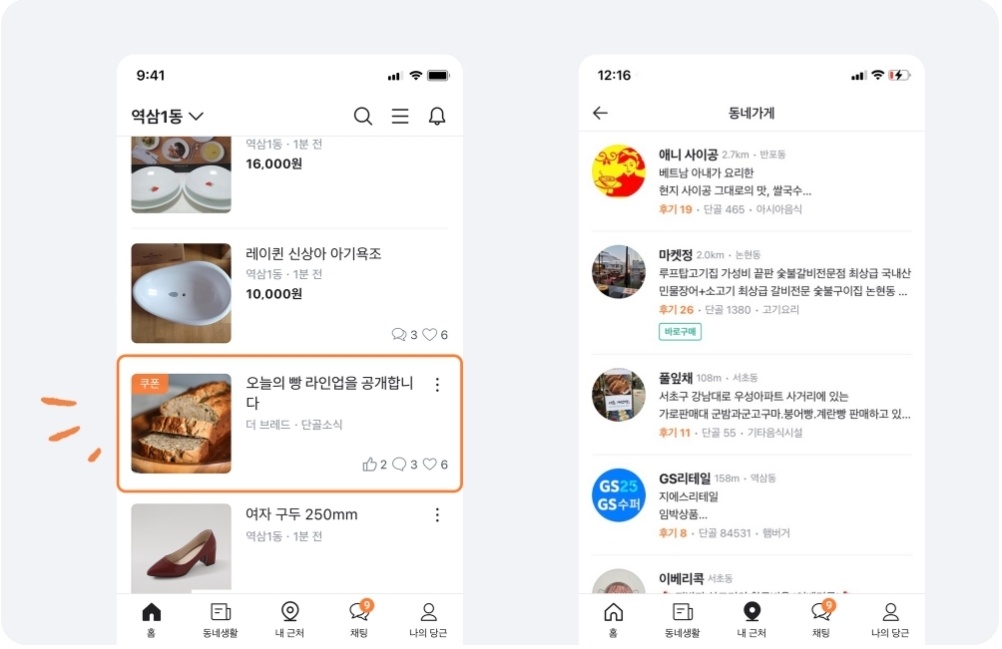 9:41
역삼1동
역삼1동 · 1분 전
16,000원
레이퀸 신상아 아기욕조
역삼1동 · 1분 전
10,000원
3 6
쿠폰
오늘의 빵 라인업을 공개합니
다
더 브레드 · 단골소식
2 3 6
여자 구두 250mm
역삼1동 · 1분 전
홈 동네생활 내 근처 9 채팅 나의 당근
12:16
동네가게
애니 사이공 2.7km · 반포동
베트남 아내가 요리한
현지 사이공 그대로의 맛, 쌀국수...
후기 19 · 단골 465 · 아시아음식
마켓정 2.0km · 논현동
루프탑고기집 가성비 끝판 숯불갈비전문점 최상급 국내산
민물장어+소고기 최상급 갈비전문 숯불구이집 논현동 ...
후기 26 · 단골 1380 · 고기요리
바로구매
풀잎채 108m · 서초동
서초구 강남대로 우성아파트 사거리에 있는
가로판매대 군밤과군고구마.붕어빵.계란빵 판매하고 있...
후기 11 · 단골 55 · 기타음식시설
GS25
GS수퍼
GS리테일 158m · 역삼동
지에스리테일
임박상품...
후기 8 · 단골 84531 · 햄버거
이베리콕 서초동
홈 동네생활 내 근처 9 채팅 나의 당근